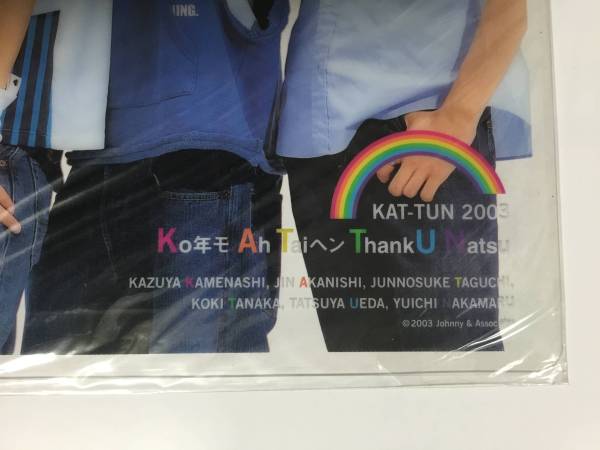 JING.
KAT-TUN 2003
Ko年モ Ah Taiヘン ThankU Natsu
KAZUYA KAMENASHI, JIN AKANISHI, JUNNOSUKE TAGUCHI,
KOKI TANAKA, TATSUYA UEDA, YUICHI NAKAMARU
©2003 Johnny & Associates